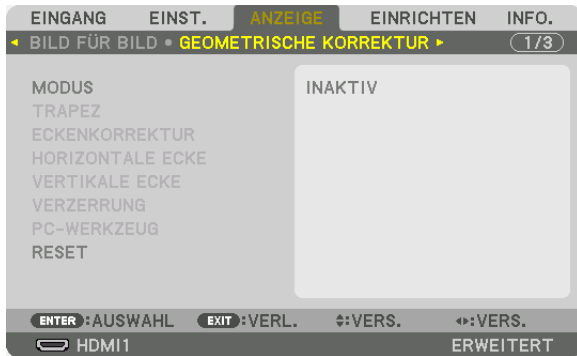 EINGANG EINST. ANZEIGE EINRICHTEN INFO.
BILD FÜR BILD • GEOMETRISCHE KORREKTUR 1/3
MODUS INAKTIV
TRAPEZ
ECKENKORREKTUR
HORIZONTALE ECKE
VERTIKALE ECKE
VERZERRUNG
PC-WERKZEUG
RESET
ENTER :AUSWAHL EXIT :VERL. :VERS. :VERS.
HDMI1 ERWEITERT